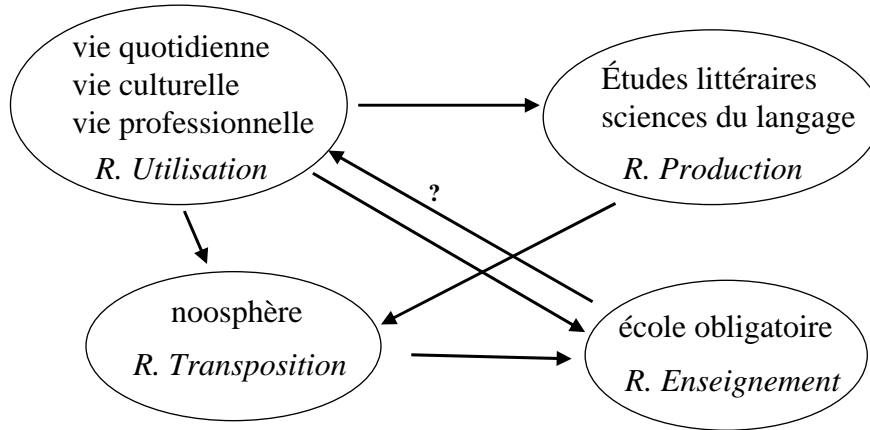 vie quotidienne
vie culturelle
vie professionnelle
R. Utilisation
Études littéraires
sciences du langage
R. Production
?
noosphère
R. Transposition
école obligatoire
R. Enseignement